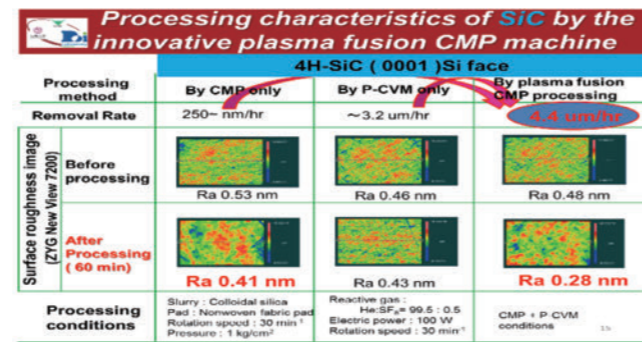 Processing characteristics of SiC by the
innovative plasma fusion CMP machine
4H-SiC ( 0001 )Si face
Processing method
By CMP only
By P-CVM only
By plasma fusion CMP processing
Removal Rate
250~ nm/hr
~3.2 um/hr
4.4 um/hr
Surface roughness image
(ZYG New View 7200)
Before processing
Ra 0.53 nm
Ra 0.46 nm
Ra 0.48 nm
After Processing ( 60 min)
Ra 0.41 nm
Ra 0.43 nm
Ra 0.28 nm
Processing conditions
Slurry : Colloidal silica
Pad : Nonwoven fabric pad
Rotation speed : 30 min⁻¹
Pressure : 1 kg/cm²
Reactive gas :
He:SF₆= 99.5 : 0.5
Electric power : 100 W
Rotation speed : 30 min⁻¹
CMP + P-CVM
conditions
15